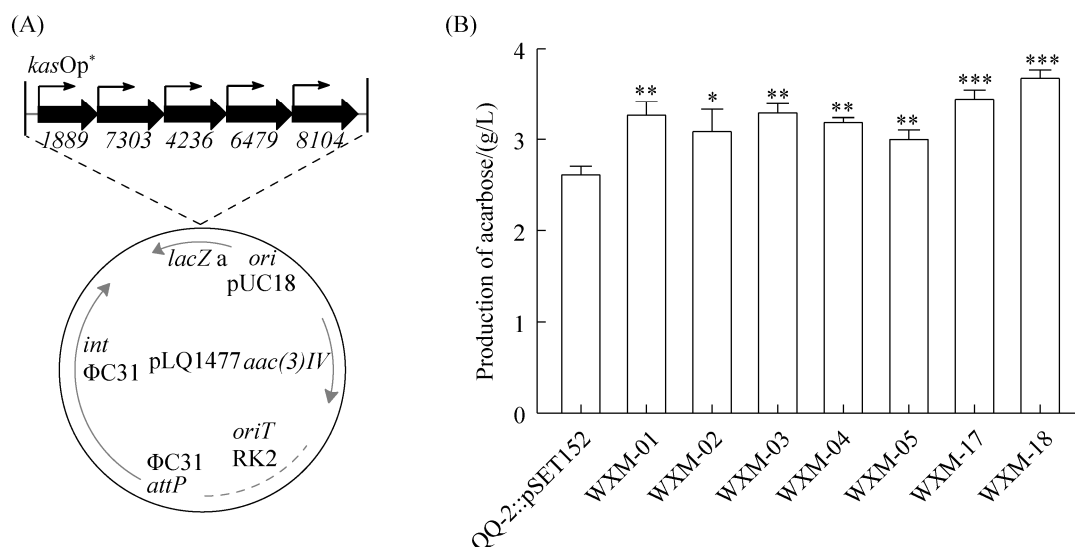 (A)
kasOp*
1889 7303 4236 6479 8104
lacZ a ori
pUC18
int
ΦC31
pLQ1477 aac(3)IV
oriT
RK2
ΦC31
attP
(B)
Production of acarbose/(g/L)
4
3
2
1
0
** * ** ** ** *** ***
QQ-2::pSET152
WXM-01
WXM-02
WXM-03
WXM-04
WXM-05
WXM-17
WXM-18